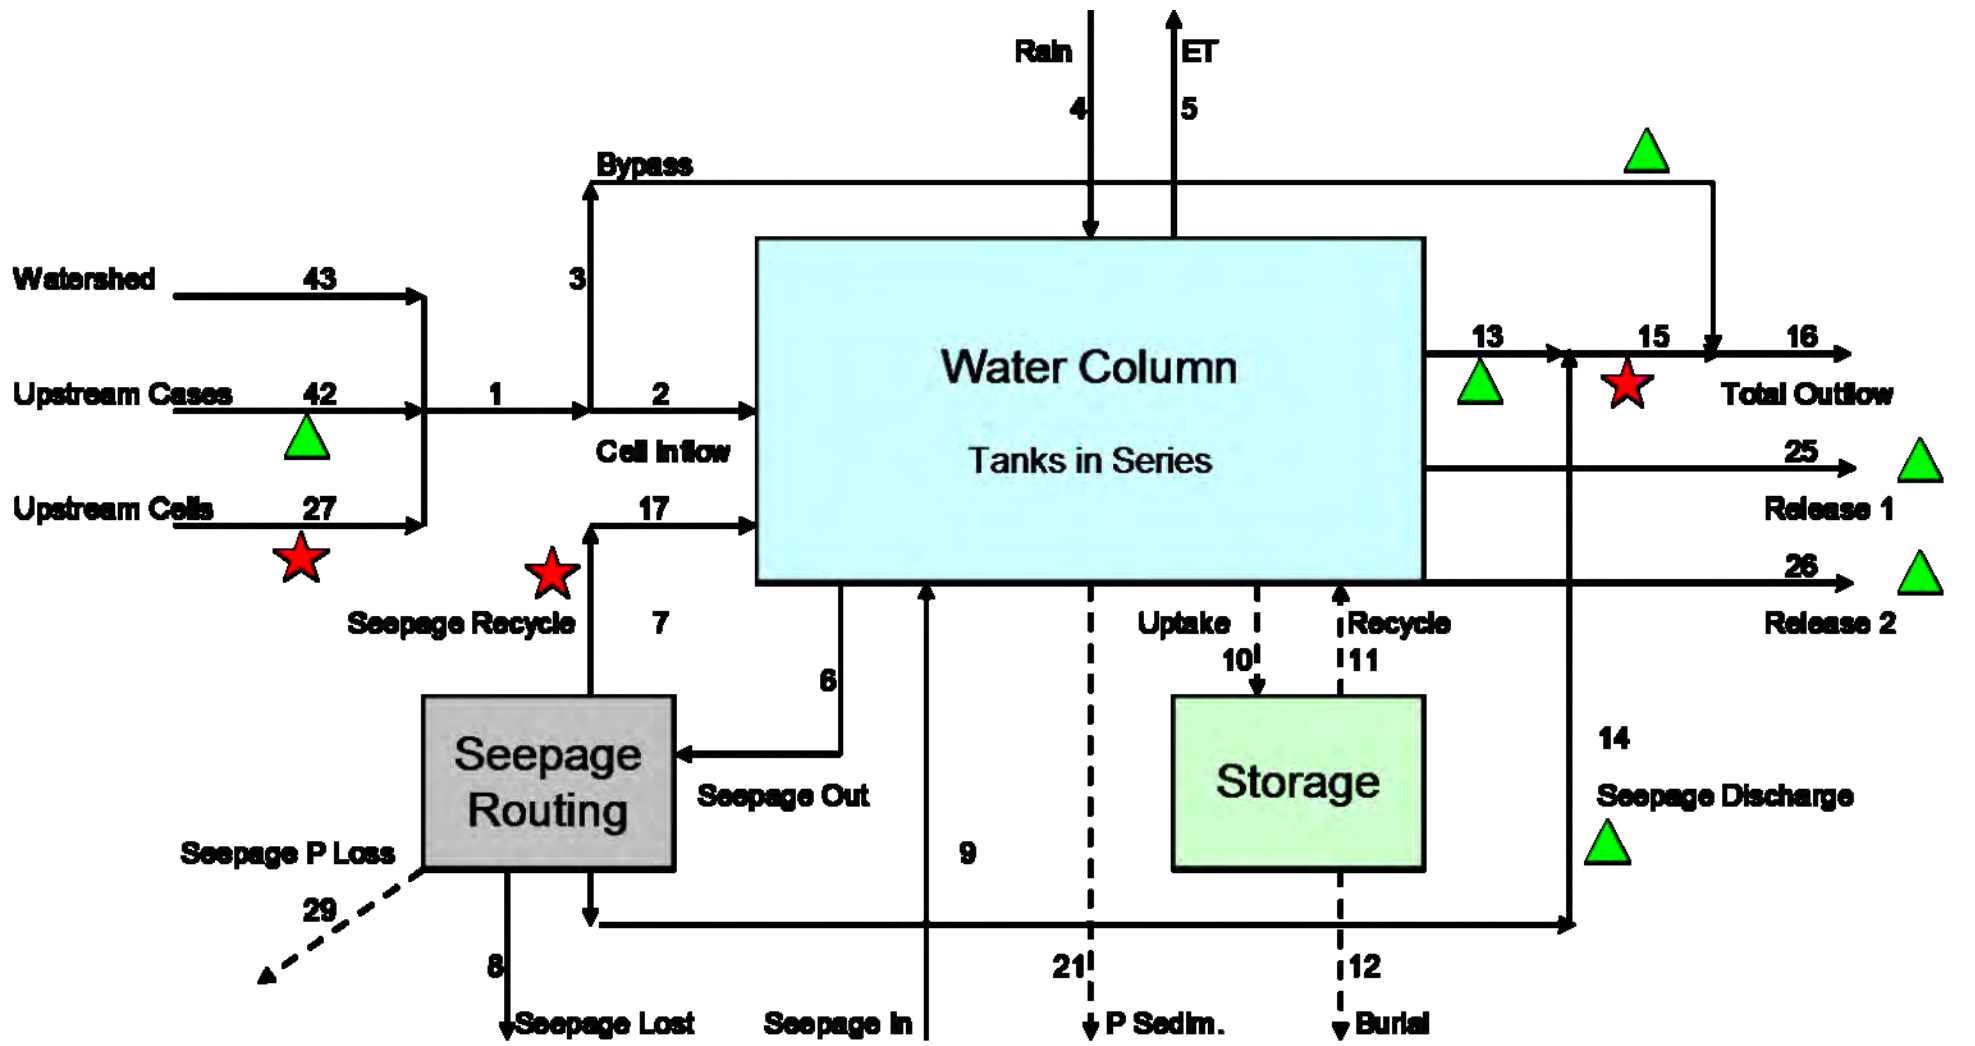 Rain
ET
4
5
Bypass
Watershed
43
3
13
15
16
Upstream Cases
42
1
2
Water Column
Total Outflow
Cell Inflow
Tanks in Series
25
Upstream Cells
27
17
Release 1
26
Seepage Recycle
7
Uptake
Recycle
Release 2
10
11
6
Seepage
Routing
Storage
14
Seepage Out
Seepage Discharge
Seepage P Loss
9
29
8
21
12
Seepage Lost
Seepage In
P Sedim.
Burial